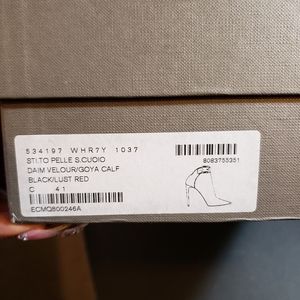 534197 WHR7Y 1037
STI.TO PELLE S.CUOIO
DAIM VELOUR/GOYA CALF
BLACK/LUST RED
C 41
ECMQ800246A
8083755351